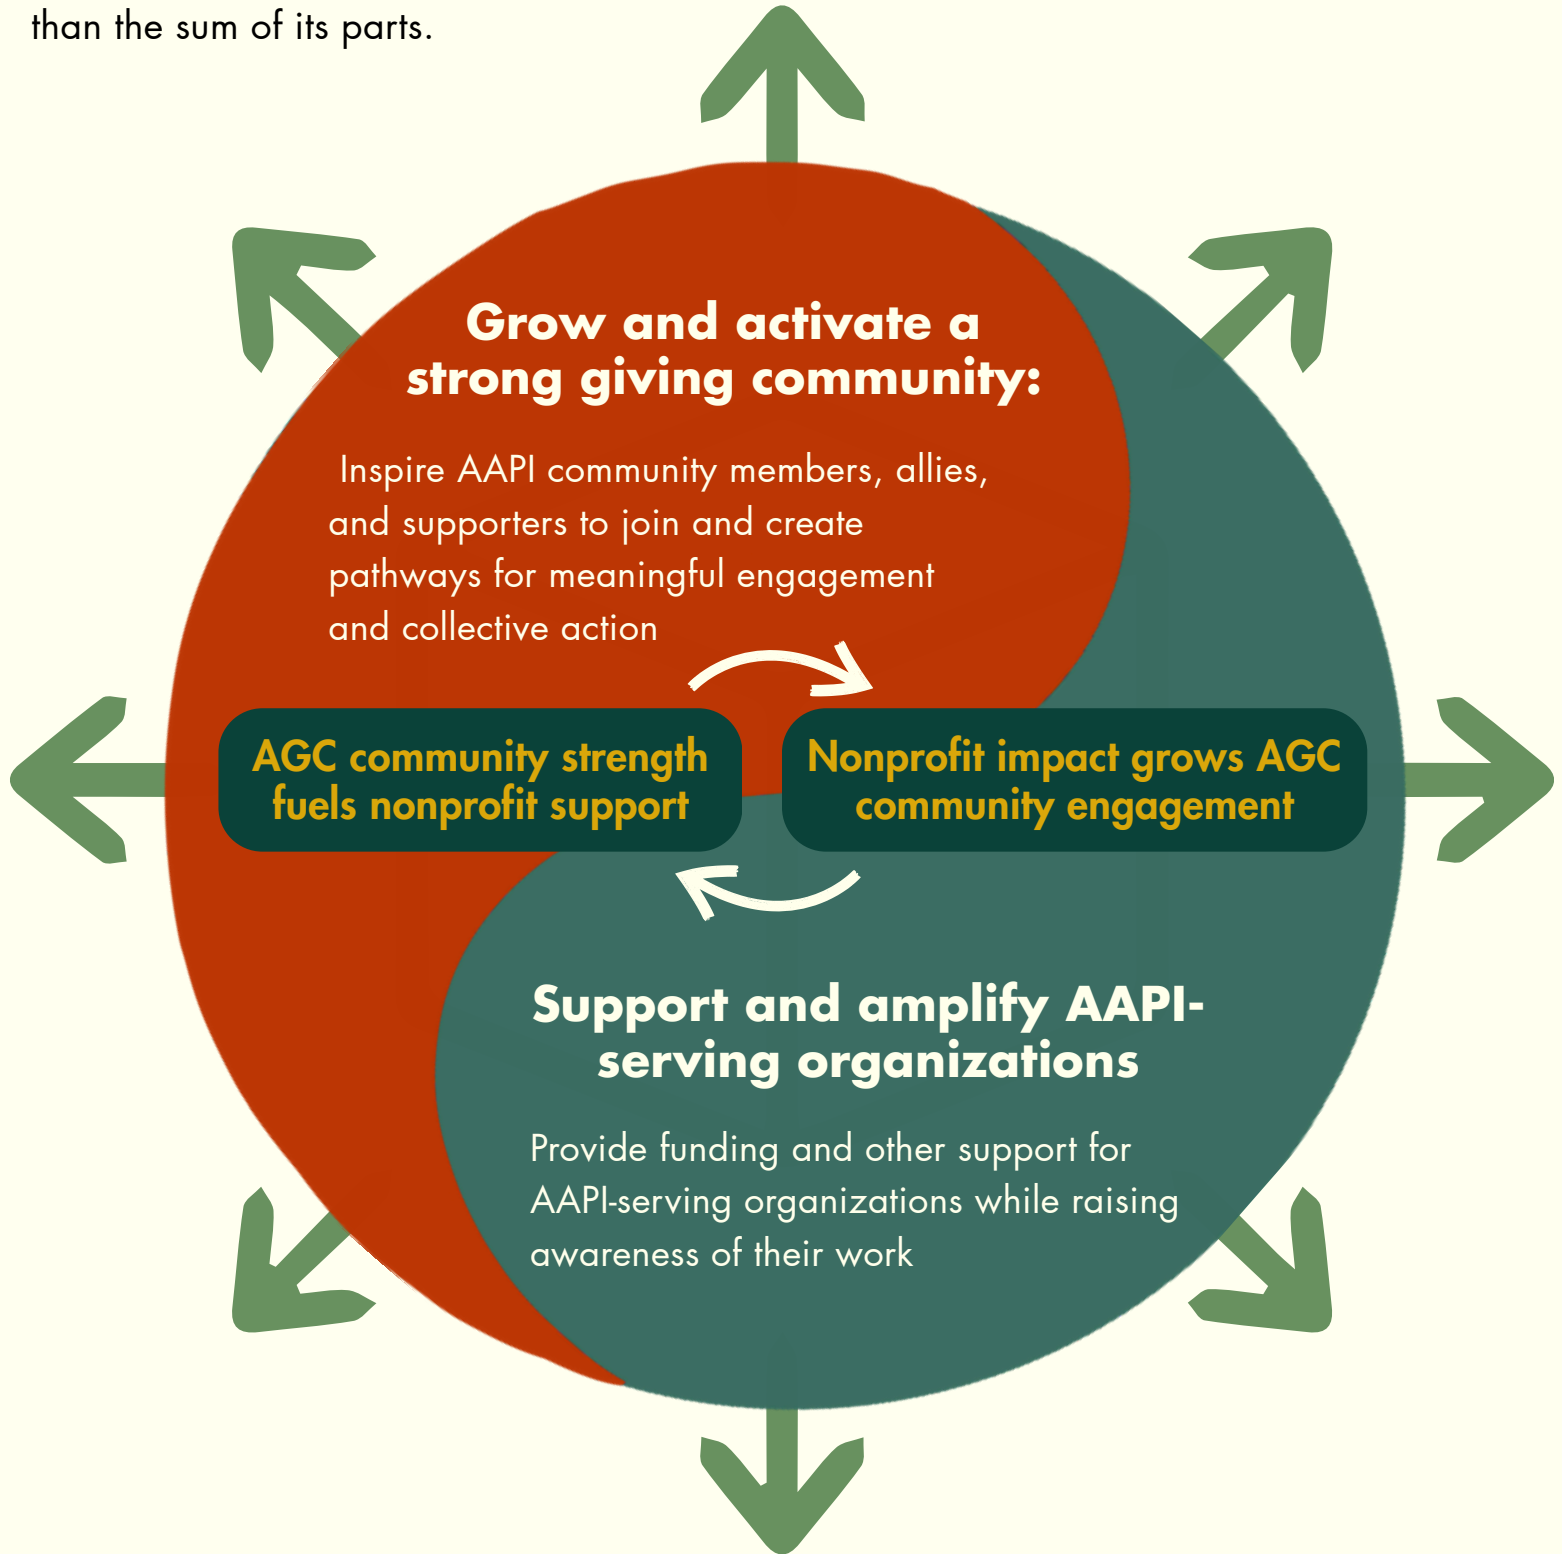 than the sum of its parts.
Grow and activate a
strong giving community:
Inspire AAPI community members, allies,
and supporters to join and create
pathways for meaningful engagement
and collective action
AGC community strength
fuels nonprofit support
Nonprofit impact grows AGC
community engagement
Support and amplify AAPI-
serving organizations
Provide funding and other support for
AAPI-serving organizations while raising
awareness of their work